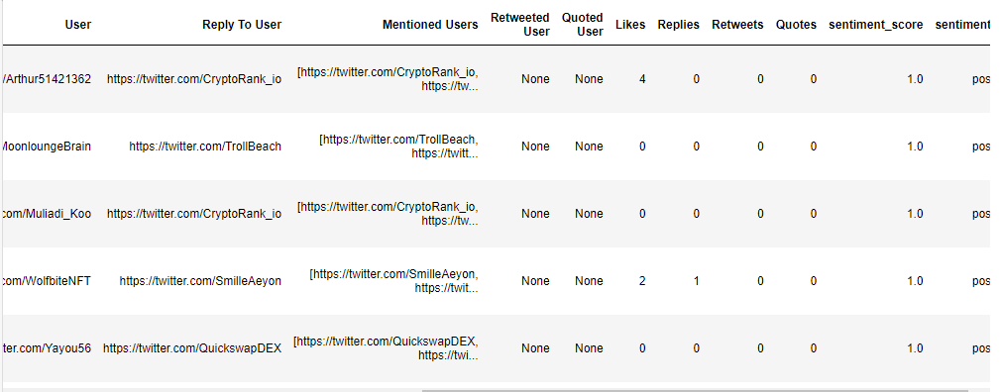 User Reply To User Mentioned Users Retweeted User Quoted User Likes Replies Retweets Quotes sentiment_score sentiment
/Arthur51421362 https://twitter.com/CryptoRank_io [https://twitter.com/CryptoRank_io, https://tw... None None 4 0 0 0 1.0 pos
MoonloungeBrain https://twitter.com/TrollBeach [https://twitter.com/TrollBeach, https://twitt... None None 0 0 0 0 1.0 pos
com/Muliadi_Koo https://twitter.com/CryptoRank_io [https://twitter.com/CryptoRank_io, https://tw... None None 0 0 0 0 1.0 pos
com/WolfbiteNFT https://twitter.com/SmilleAeyon [https://twitter.com/SmilleAeyon, https://twit... None None 2 1 0 0 1.0 pos
ter.com/Yayou56 https://twitter.com/QuickswapDEX [https://twitter.com/QuickswapDEX, https://twi... None None 0 0 0 0 1.0 pos